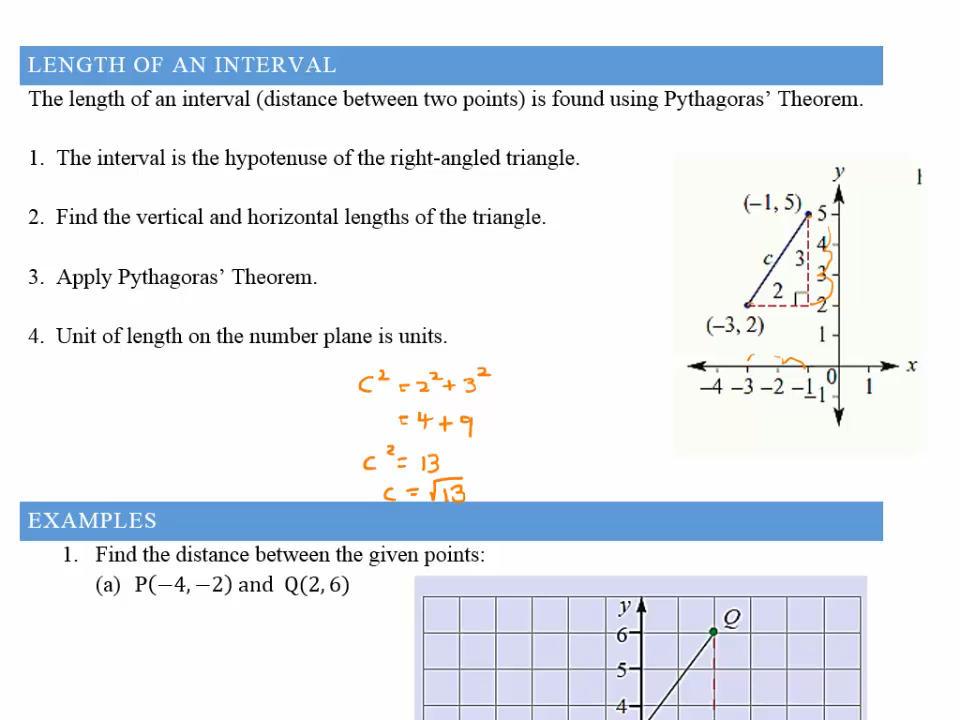 LENGTH OF AN INTERVAL
The length of an interval (distance between two points) is found using Pythagoras’ Theorem.
1. The interval is the hypotenuse of the right-angled triangle.
2. Find the vertical and horizontal lengths of the triangle.
3. Apply Pythagoras’ Theorem.
4. Unit of length on the number plane is units.
y
(−1, 5)
5
4
c
3
3
2
2
(−3, 2)
1
x
−4 −3 −2 −1 0 1
−1
C² = 2² + 3²
= 4 + 9
c² = 13
c = √13
EXAMPLES
1. Find the distance between the given points:
(a) P(−4, −2) and Q(2, 6)
y
Q
6
5
4